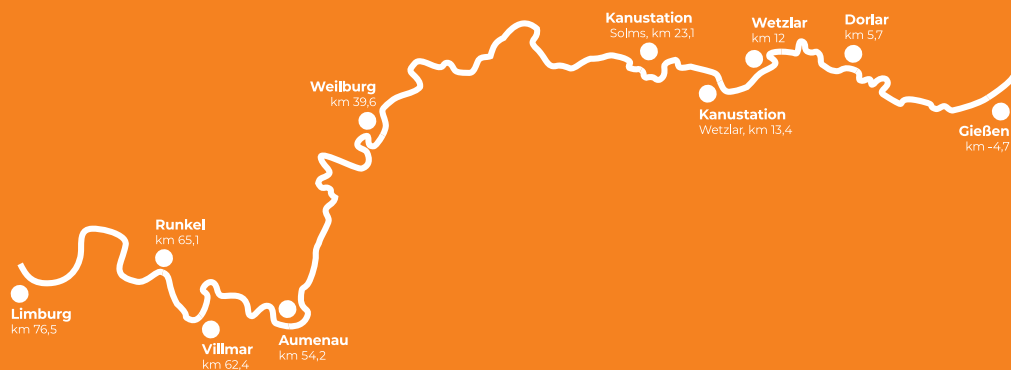 Kanustation
Solms, km 23,1
Wetzlar
km 12
Dorlar
km 5,7
Weilburg
km 39,6
Kanustation
Wetzlar, km 13,4
Gießen
km -4,7
Runkel
km 65,1
Limburg
km 76,5
Villmar
km 62,4
Aumenau
km 54,2